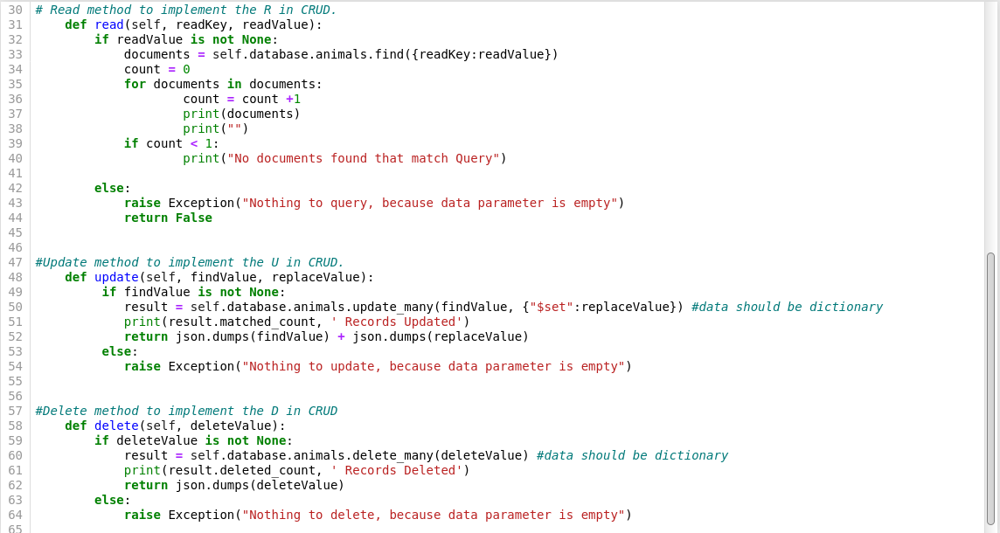 30 # Read method to implement the R in CRUD.
31     def read(self, readKey, readValue):
32         if readValue is not None:
33             documents = self.database.animals.find({readKey:readValue})
34             count = 0
35             for documents in documents:
36                     count = count +1
37                     print(documents)
38                     print("")
39             if count < 1:
40                     print("No documents found that match Query")
41
42         else:
43             raise Exception("Nothing to query, because data parameter is empty")
44             return False
45
46
47 #Update method to implement the U in CRUD.
48     def update(self, findValue, replaceValue):
49          if findValue is not None:
50             result = self.database.animals.update_many(findValue, {"$set":replaceValue}) #data should be dictionary
51             print(result.matched_count, ' Records Updated')
52             return json.dumps(findValue) + json.dumps(replaceValue)
53          else:
54             raise Exception("Nothing to update, because data parameter is empty")
55
56
57 #Delete method to implement the D in CRUD
58     def delete(self, deleteValue):
59         if deleteValue is not None:
60             result = self.database.animals.delete_many(deleteValue) #data should be dictionary
61             print(result.deleted_count, ' Records Deleted')
62             return json.dumps(deleteValue)
63         else:
64             raise Exception("Nothing to delete, because data parameter is empty")
65